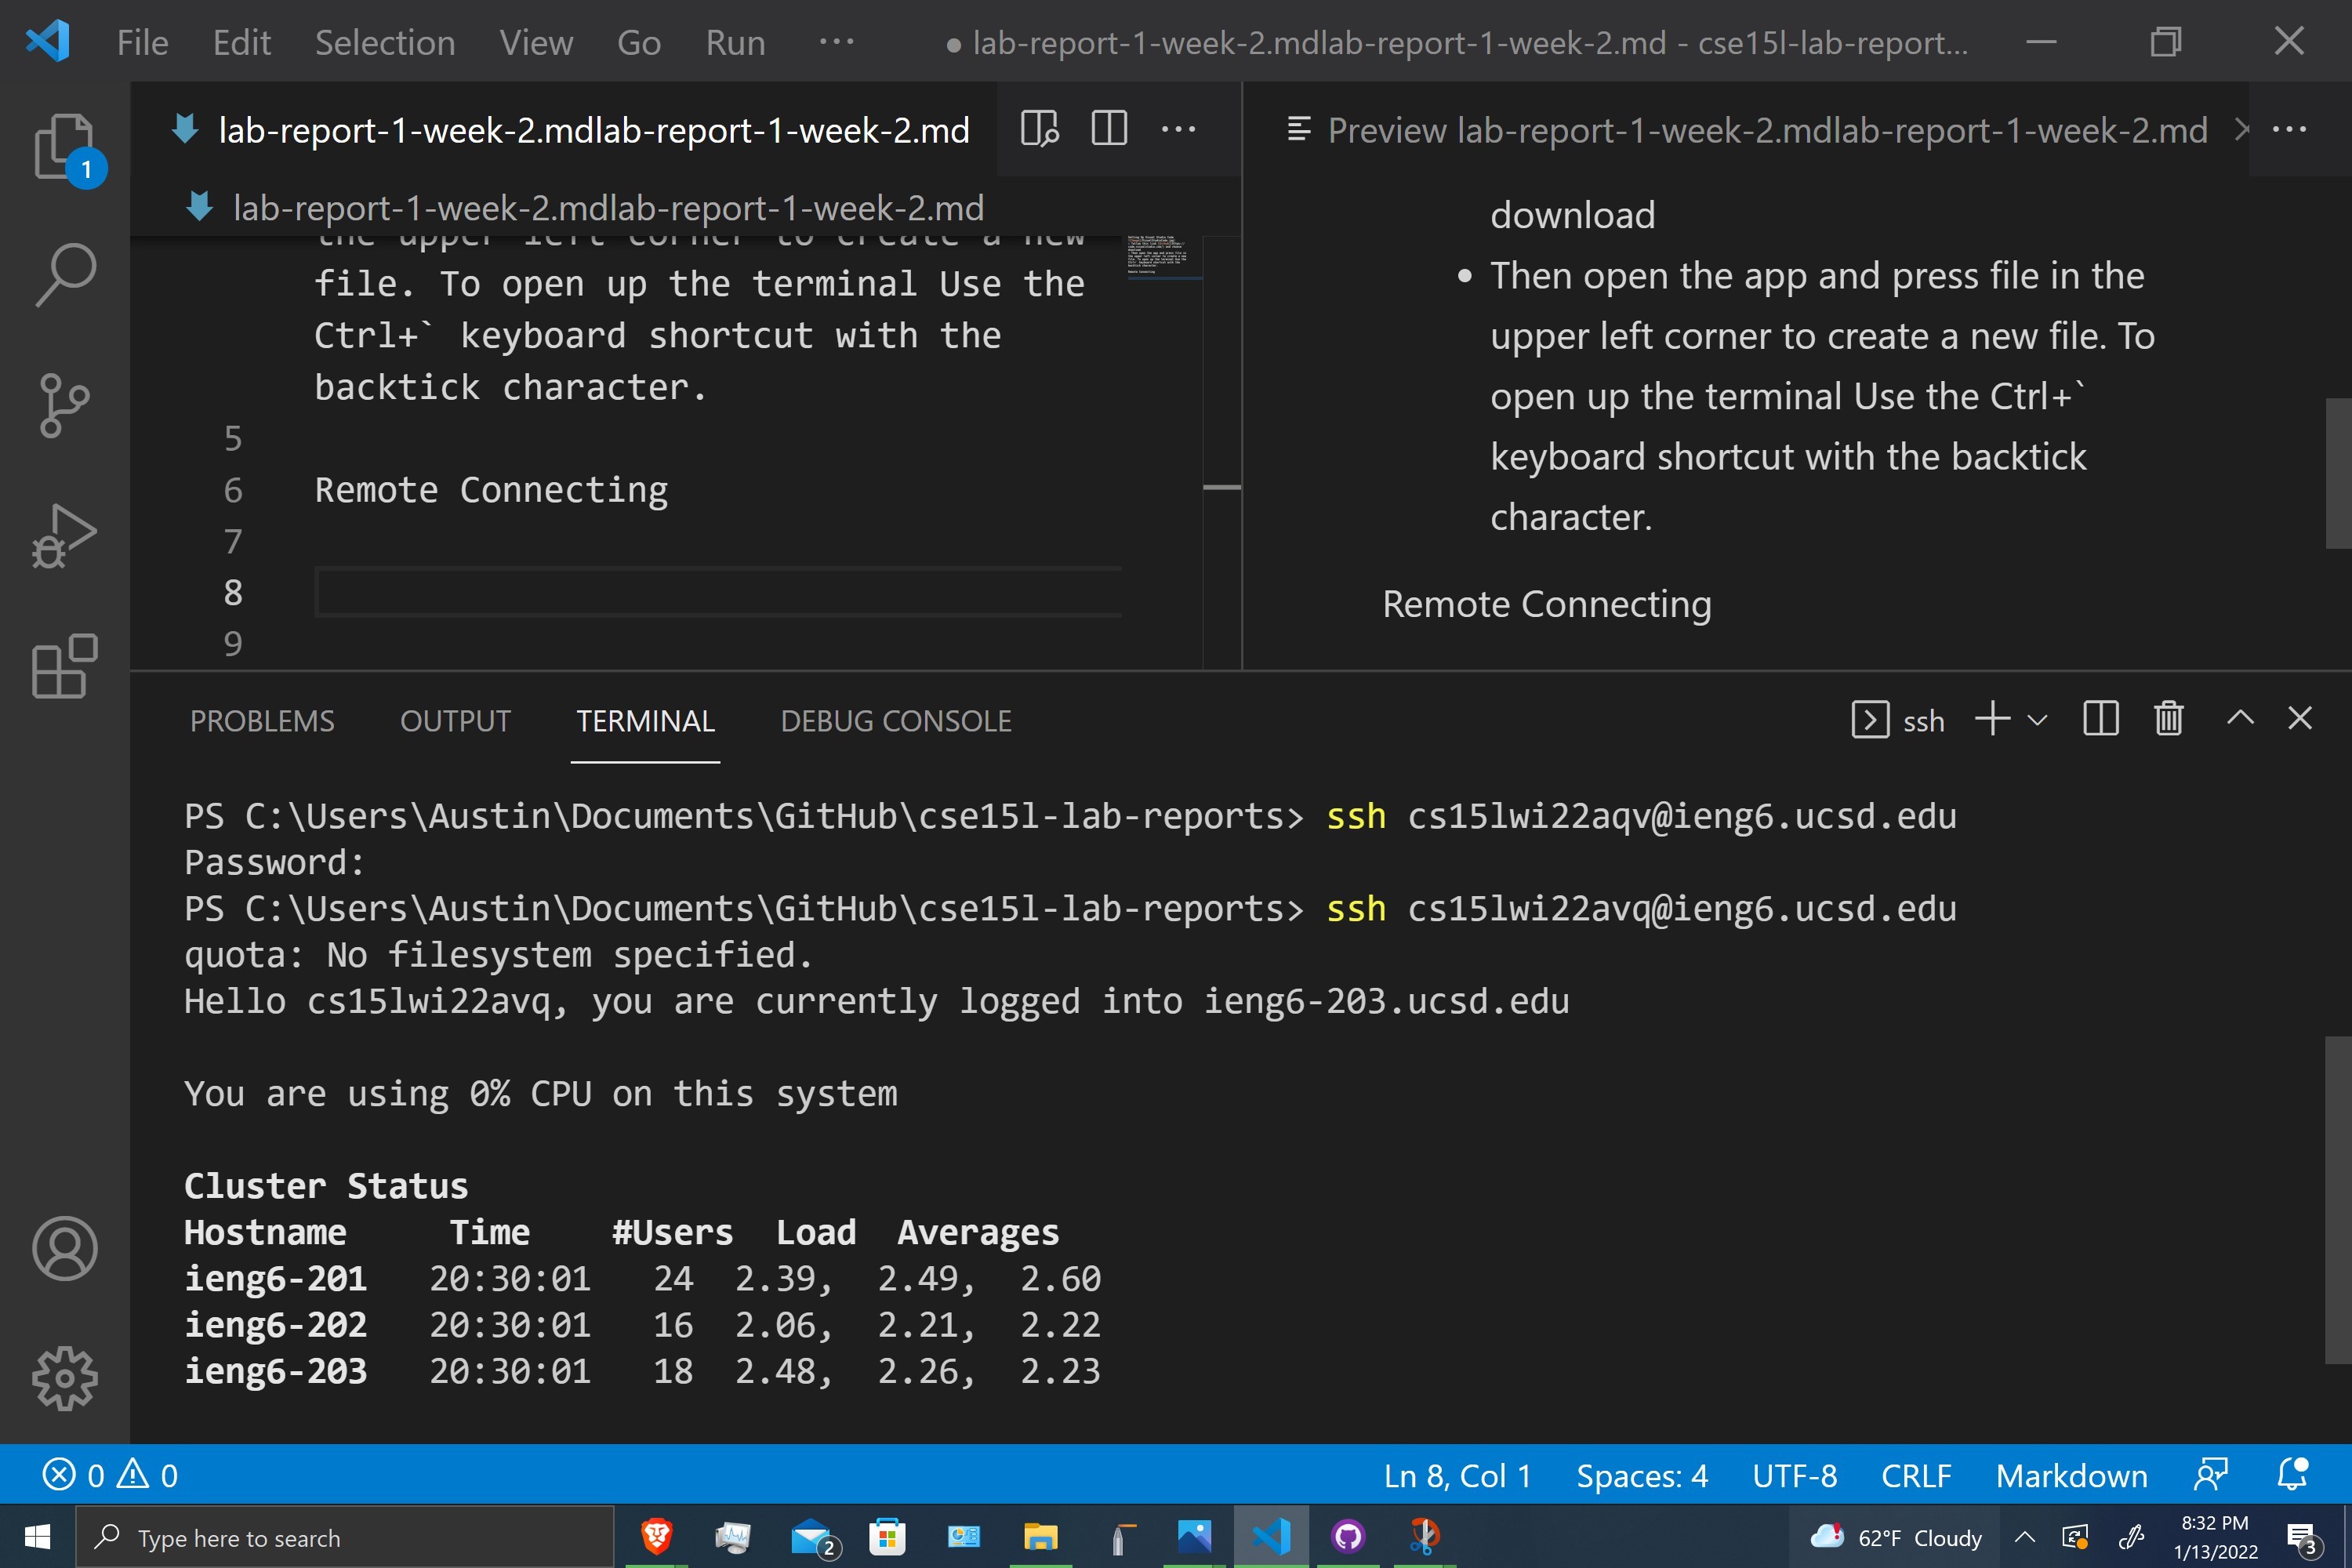 File Edit Selection View Go Run ··· ● lab-report-1-week-2.mdlab-report-1-week-2.md - cse15l-lab-report...
lab-report-1-week-2.mdlab-report-1-week-2.md
Preview lab-report-1-week-2.mdlab-report-1-week-2.md
1
lab-report-1-week-2.mdlab-report-1-week-2.md
the upper left corner to create a new
file. To open up the terminal Use the
Ctrl+` keyboard shortcut with the
backtick character.
5
6 Remote Connecting
7
8
9
download
• Then open the app and press file in the
upper left corner to create a new file. To
open up the terminal Use the Ctrl+`
keyboard shortcut with the backtick
character.
Remote Connecting
PROBLEMS OUTPUT TERMINAL DEBUG CONSOLE ssh
PS C:\Users\Austin\Documents\GitHub\cse15l-lab-reports> ssh cs15lwi22aqv@ieng6.ucsd.edu
Password:
PS C:\Users\Austin\Documents\GitHub\cse15l-lab-reports> ssh cs15lwi22avq@ieng6.ucsd.edu
quota: No filesystem specified.
Hello cs15lwi22avq, you are currently logged into ieng6-203.ucsd.edu
You are using 0% CPU on this system
Cluster Status
Hostname Time #Users Load Averages
ieng6-201 20:30:01 24 2.39, 2.49, 2.60
ieng6-202 20:30:01 16 2.06, 2.21, 2.22
ieng6-203 20:30:01 18 2.48, 2.26, 2.23
0 0 Ln 8, Col 1 Spaces: 4 UTF-8 CRLF Markdown
Type here to search 2 62°F Cloudy 8:32 PM
1/13/2022 3